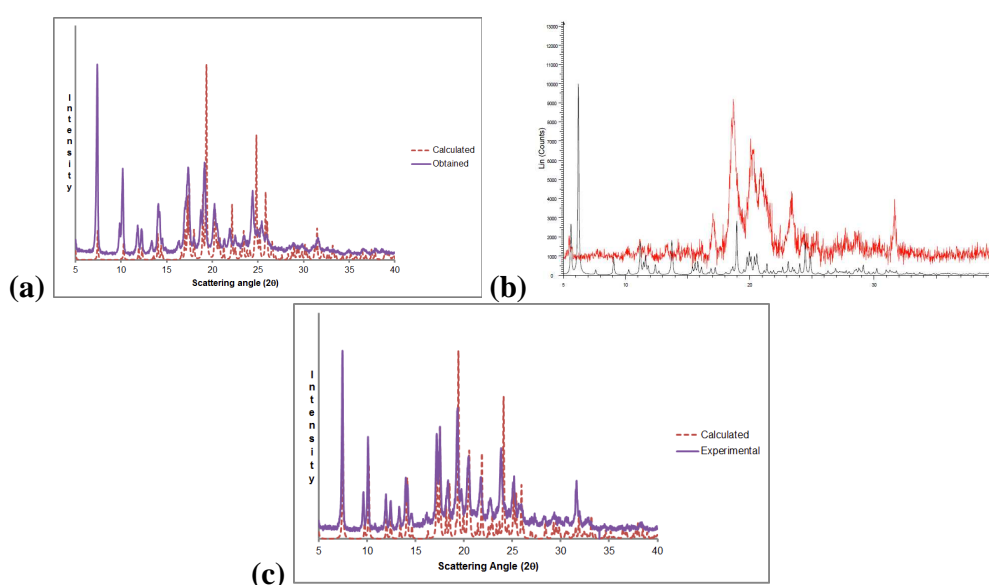 Intensity
Calculated
Obtained
5 10 15 20 25 30 35 40
Scattering angle (2θ)
(a)
Lin (Counts)
13000
12000
11000
10000
9000
8000
7000
6000
5000
4000
3000
2000
1000
0
5 10 20 30
(b)
Intensity
Calculated
Experimental
5 10 15 20 25 30 35 40
Scattering Angle (2θ)
(c)